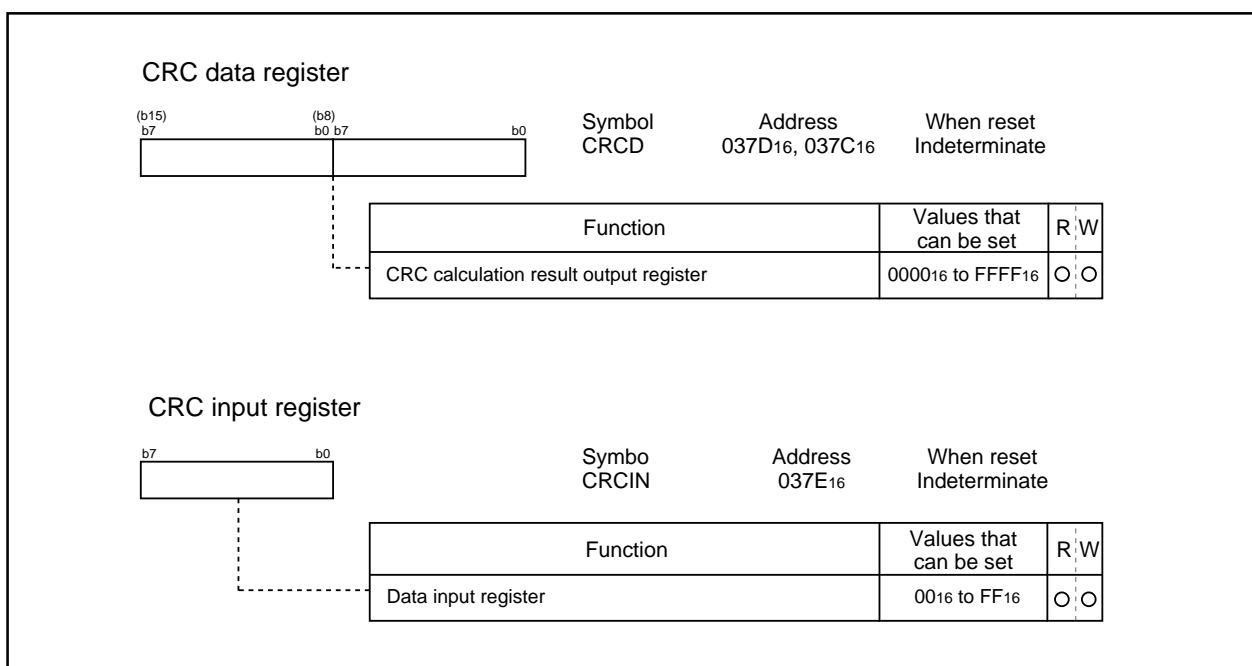 CRC data register
(b15) (b8)
b7 b0 b7 b0
Symbol Address When reset
CRCD 037D16, 037C16 Indeterminate
Function Values that can be set R W
CRC calculation result output register 000016 to FFFF16 O O
CRC input register
b7 b0
Symbo Address When reset
CRCIN 037E16 Indeterminate
Function Values that can be set R W
Data input register 0016 to FF16 O O